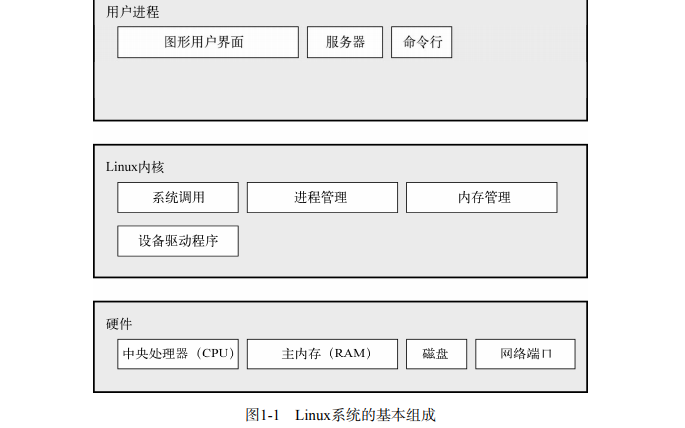 用户进程
图形用户界面 服务器 命令行
Linux内核
系统调用 进程管理 内存管理
设备驱动程序
硬件
中央处理器（CPU） 主内存（RAM） 磁盘 网络端口
图1-1 Linux系统的基本组成